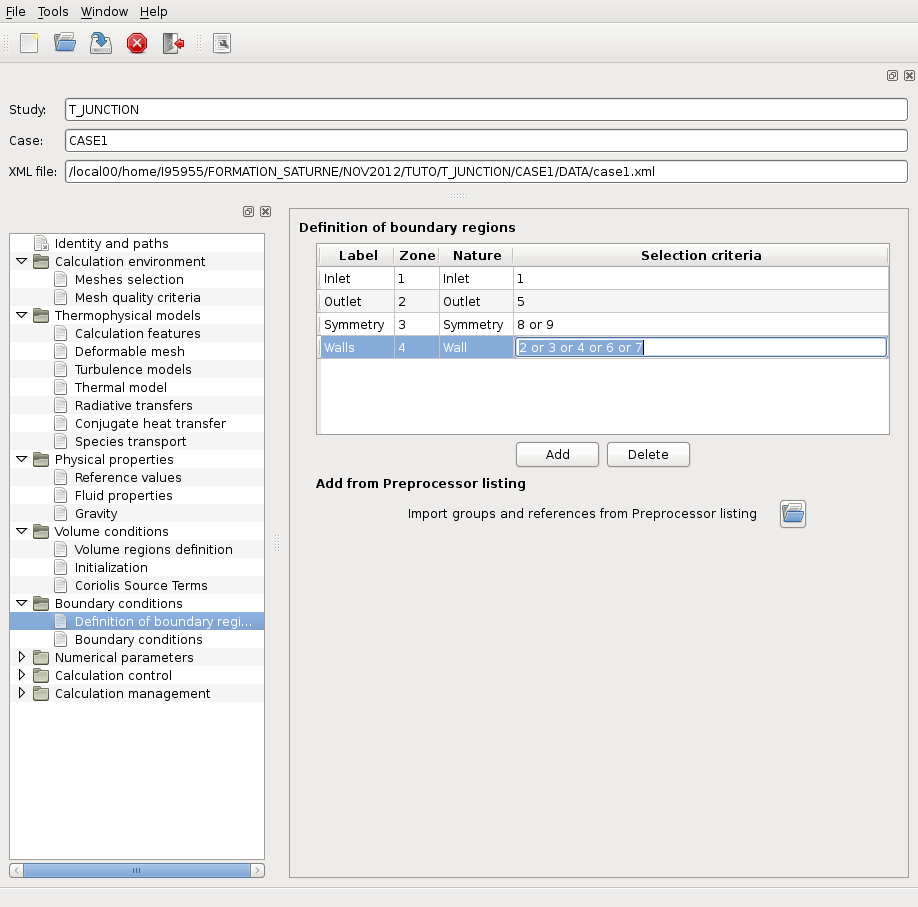 File Tools Window Help
Study: T_JUNCTION
Case: CASE1
XML file: /local00/home/I95955/FORMATION_SATURNE/NOV2012/TUTO/T_JUNCTION/CASE1/DATA/case1.xml
Identity and paths
Calculation environment
Meshes selection
Mesh quality criteria
Thermophysical models
Calculation features
Deformable mesh
Turbulence models
Thermal model
Radiative transfers
Conjugate heat transfer
Species transport
Physical properties
Reference values
Fluid properties
Gravity
Volume conditions
Volume regions definition
Initialization
Coriolis Source Terms
Boundary conditions
Definition of boundary regi...
Boundary conditions
Numerical parameters
Calculation control
Calculation management
Definition of boundary regions
Label Zone Nature Selection criteria
Inlet 1 Inlet 1
Outlet 2 Outlet 5
Symmetry 3 Symmetry 8 or 9
Walls 4 Wall 2 or 3 or 4 or 6 or 7
Add Delete
Add from Preprocessor listing
Import groups and references from Preprocessor listing